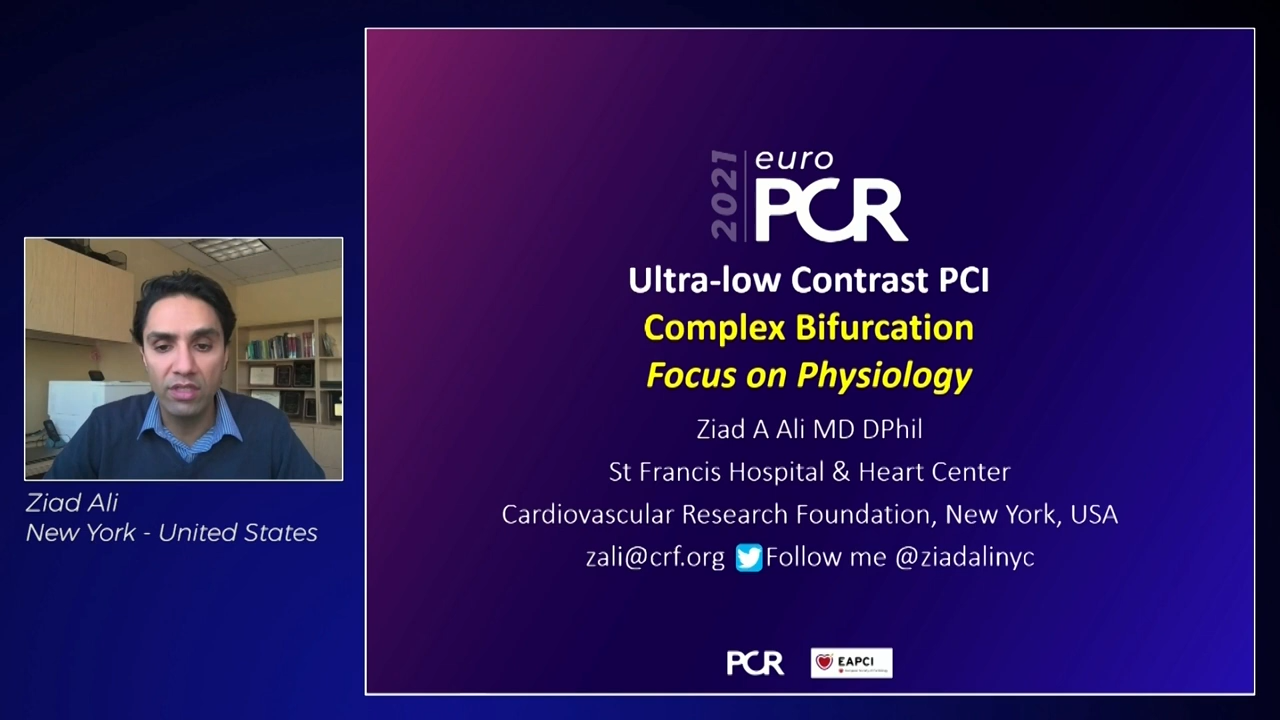 2021
euro
PCR
Ultra-low Contrast PCI
Complex Bifurcation
Focus on Physiology
Ziad A Ali MD DPhil
St Francis Hospital & Heart Center
Cardiovascular Research Foundation, New York, USA
zali@crf.org Follow me @ziadalinyc
Ziad Ali
New York - United States
PCR
EAPCI